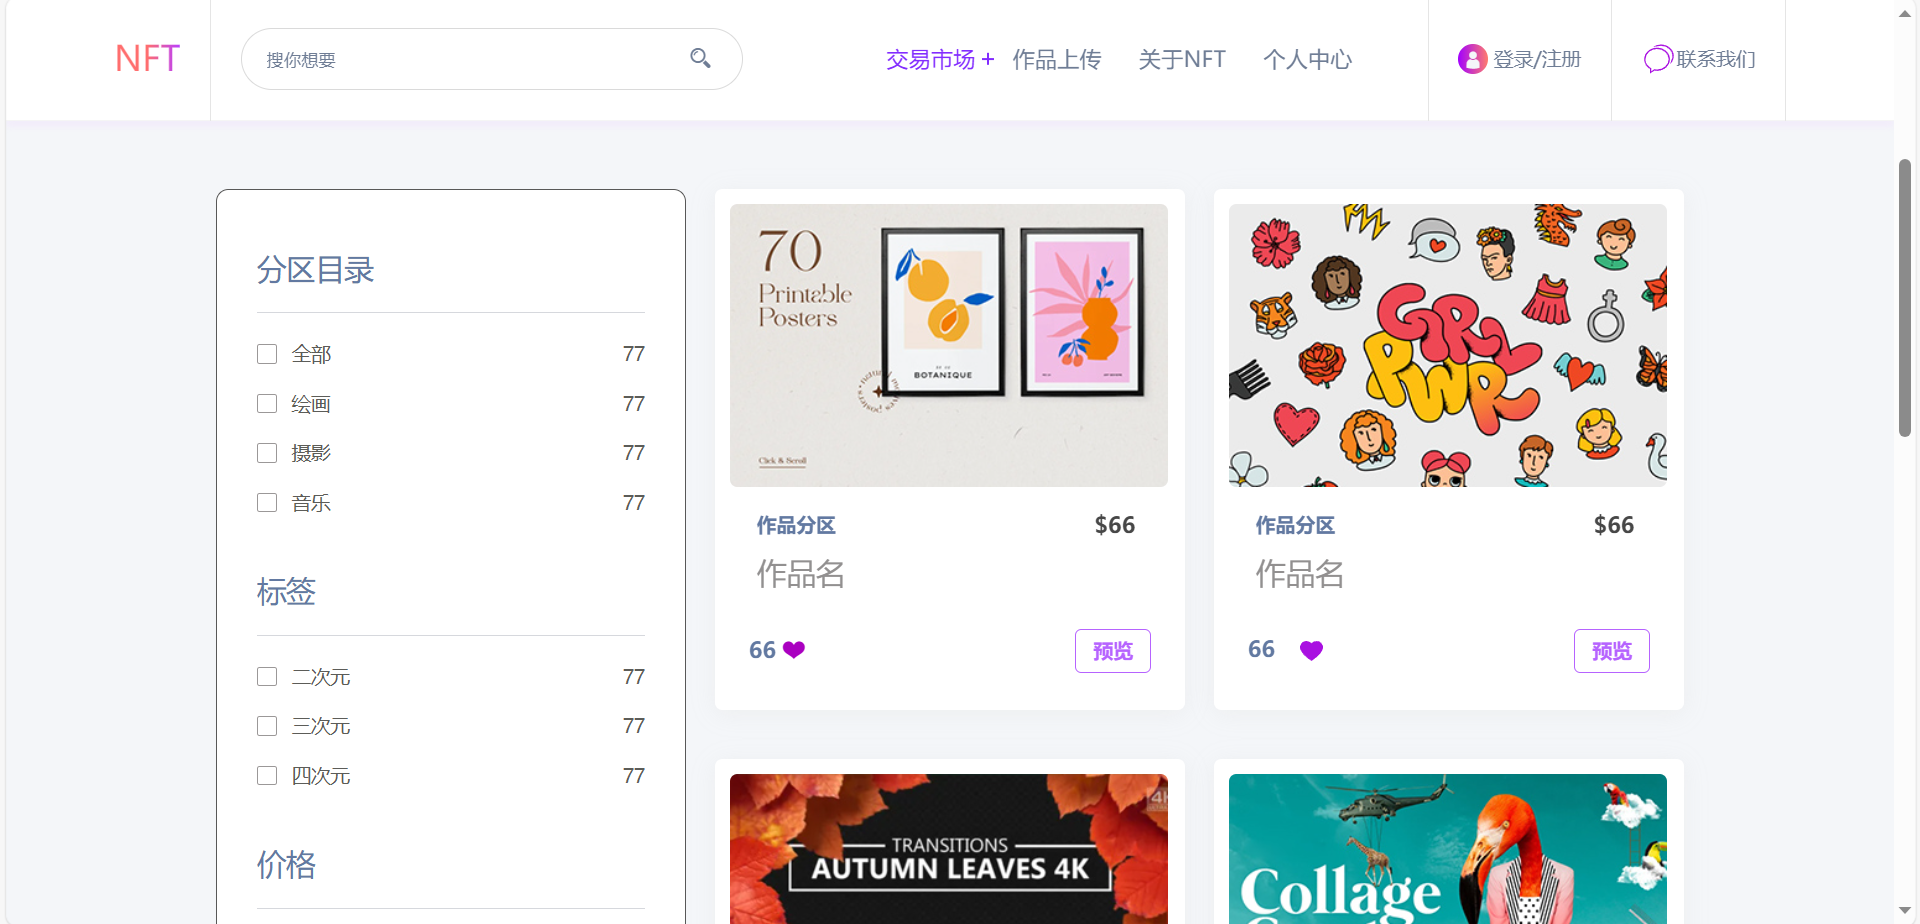 NFT
搜你想要
交易市场 +
作品上传
关于NFT
个人中心
登录/注册
联系我们
分区目录
全部 77
绘画 77
摄影 77
音乐 77
标签
二次元 77
三次元 77
四次元 77
价格
70
Printable
Posters
BOTANIQUE
Click & Scroll
作品分区 $66
作品名
66
预览
GRL
PWR
作品分区 $66
作品名
66
预览
4K
TRANSITIONS
AUTUMN LEAVES 4K
Collage